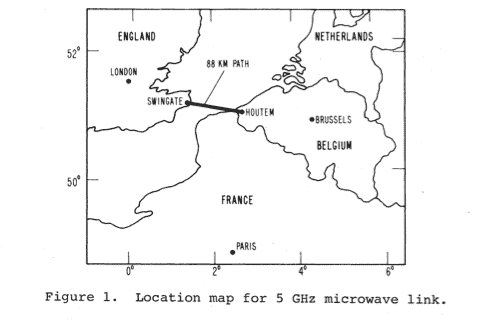 ENGLAND
NETHERLANDS
52°
LONDON
88 KM PATH
SWINGATE
HOUTEM
BRUSSELS
BELGIUM
50°
FRANCE
PARIS
0° 2° 4° 6°
Figure 1. Location map for 5 GHz microwave link.